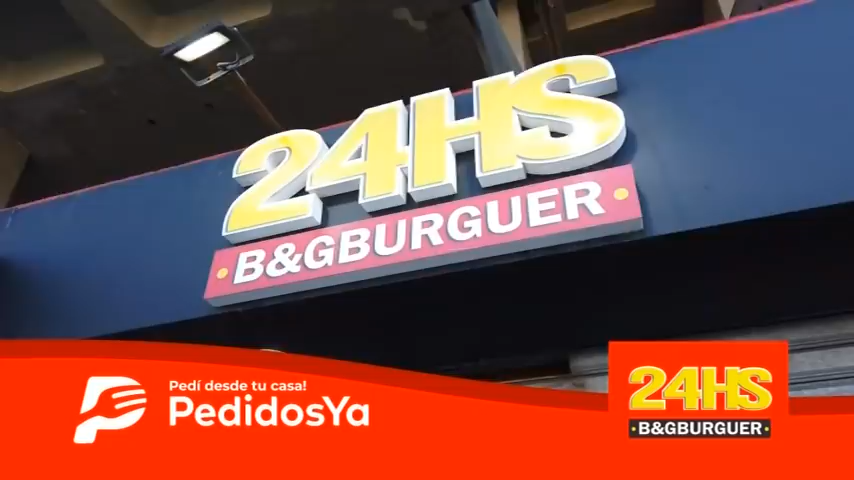 24HS
B&GBURGUER
Pedí desde tu casa!
PedidosYa
24HS
·B&GBURGUER·